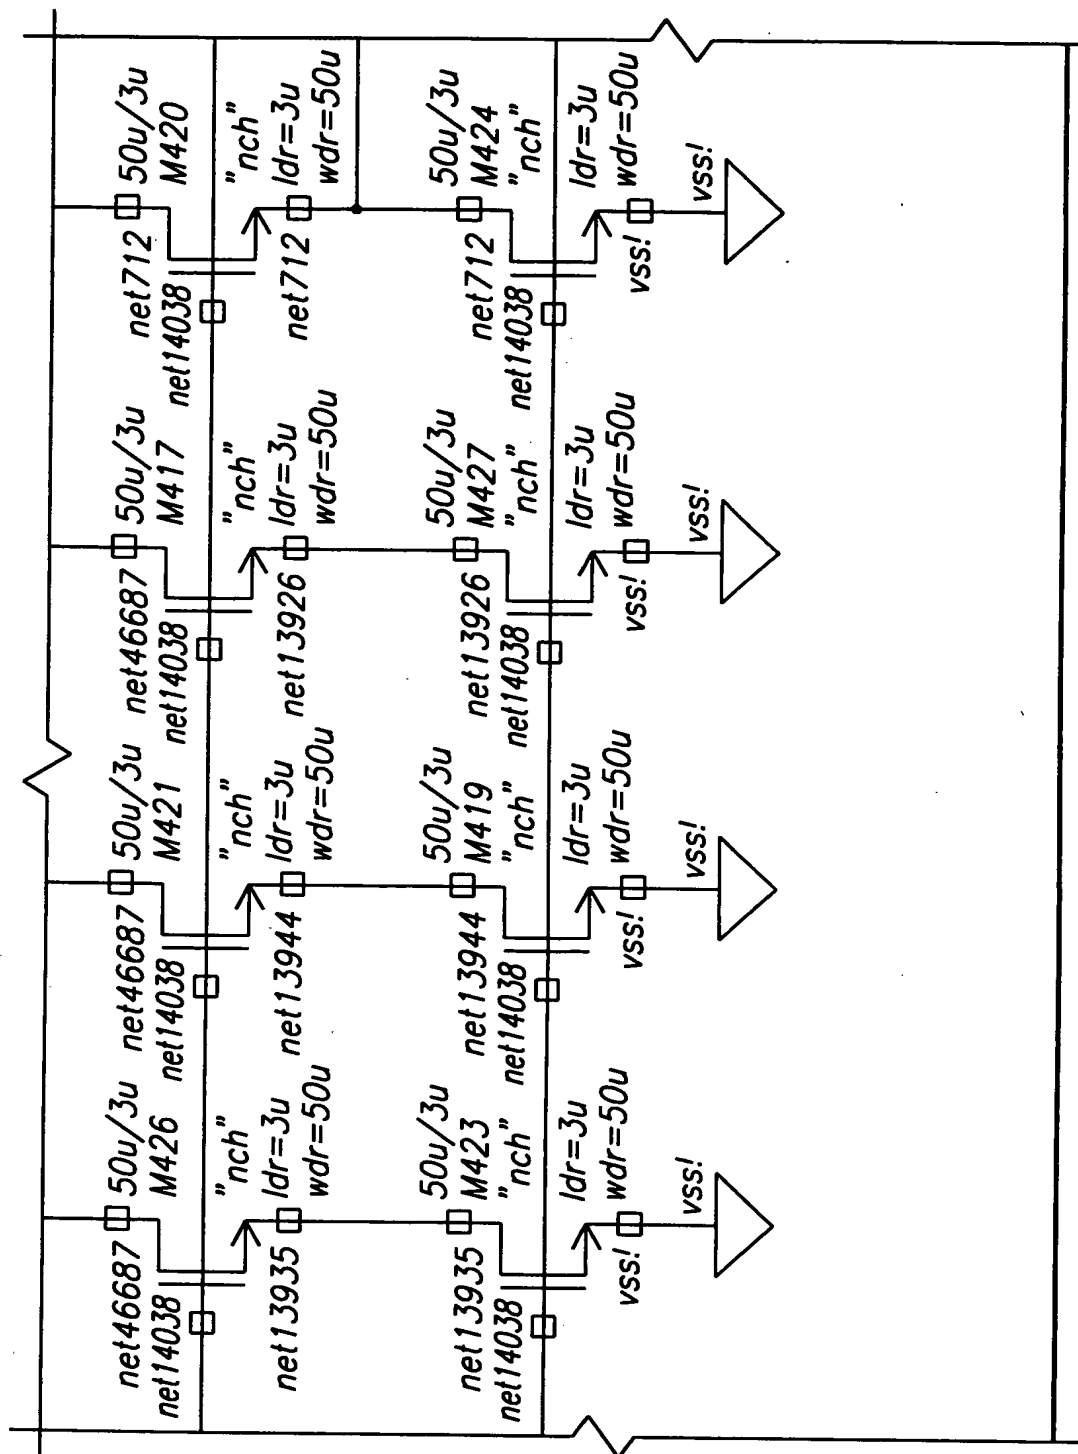 50u/3u
net46687
M426
net14038
"nch"
ldr=3u
net13935
wdr=50u
50u/3u
net46687
M421
net14038
"nch"
ldr=3u
net13944
wdr=50u
50u/3u
net46687
M417
net14038
"nch"
ldr=3u
net13926
wdr=50u
50u/3u
net712
M420
net14038
"nch"
ldr=3u
net712
wdr=50u
50u/3u
net13935
M423
net14038
"nch"
ldr=3u
wdr=50u
vss!
vss!
50u/3u
net13944
M419
net14038
"nch"
ldr=3u
wdr=50u
vss!
vss!
50u/3u
net13926
M427
net14038
"nch"
ldr=3u
wdr=50u
vss!
vss!
50u/3u
net712
M424
net14038
"nch"
ldr=3u
wdr=50u
vss!
vss!